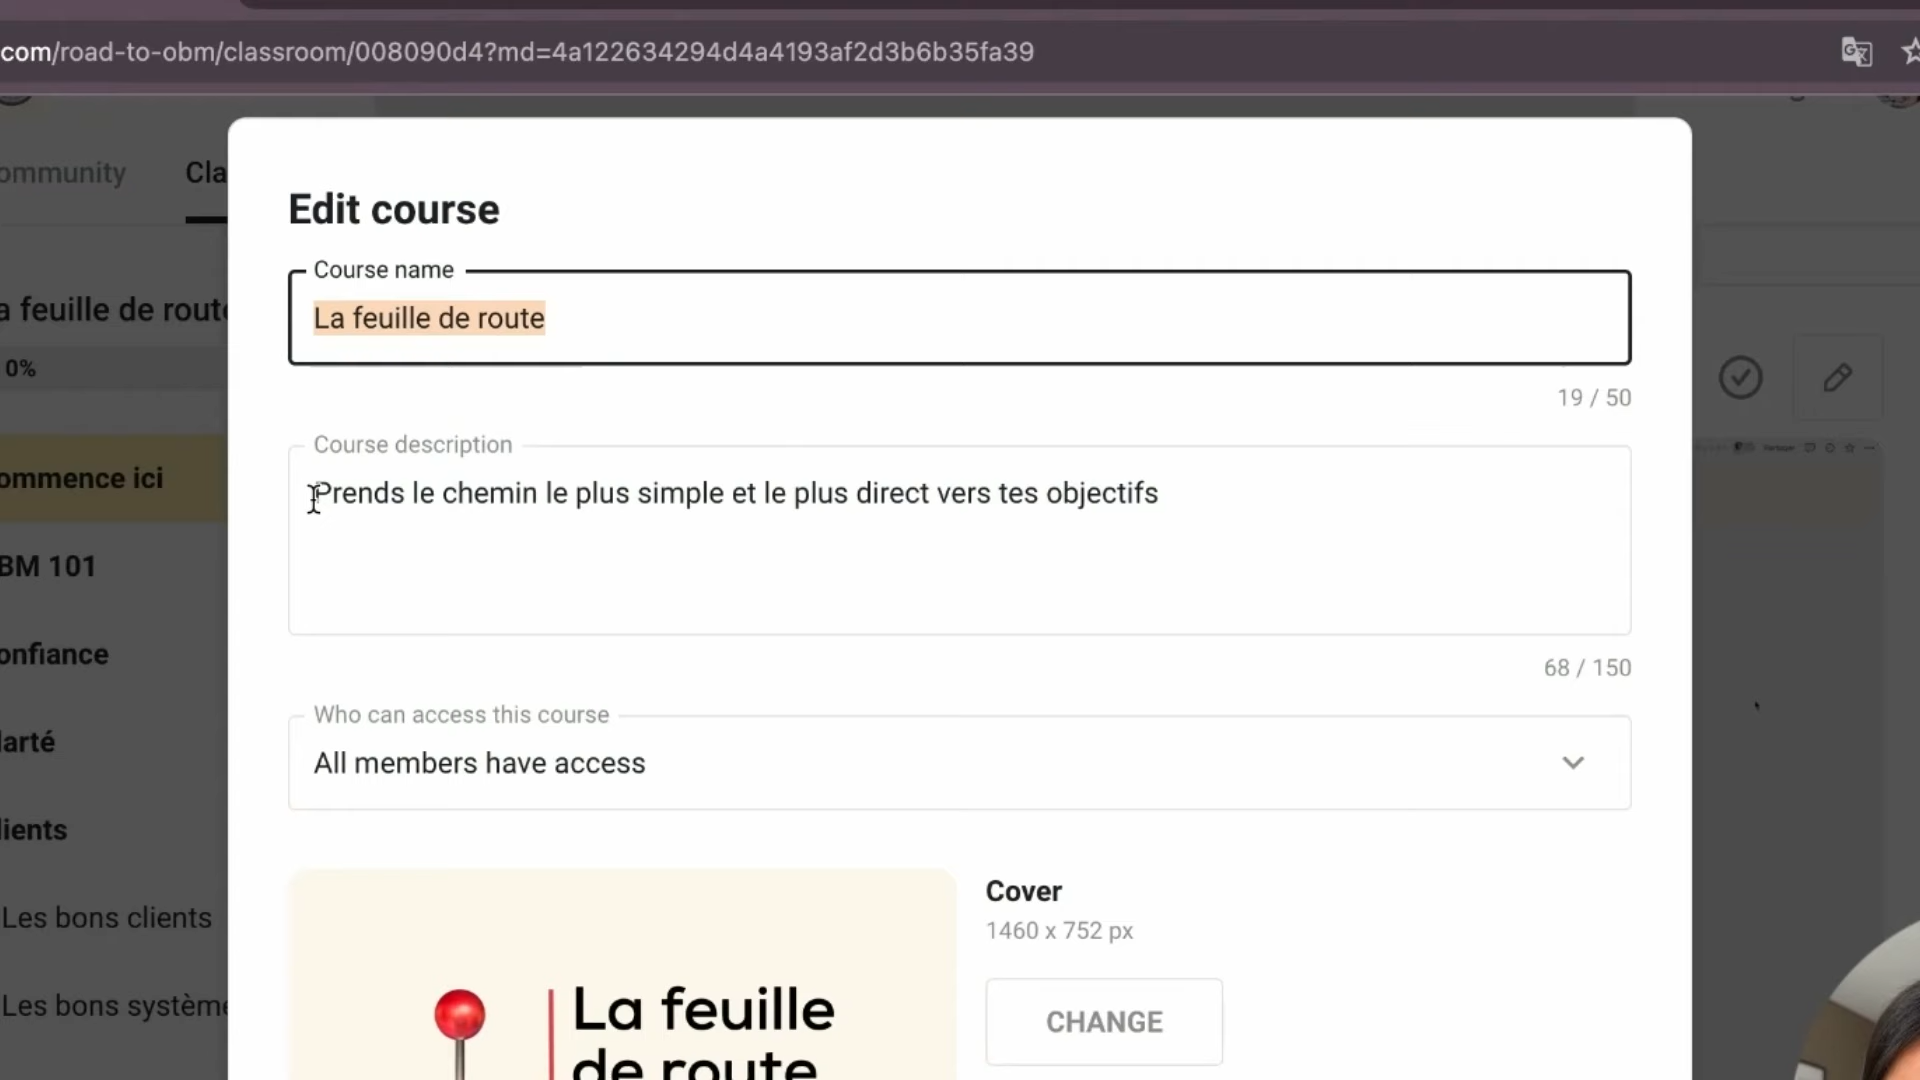 com/road-to-obm/classroom/008090d4?md=4a122634294d4a4193af2d3b6b35fa39
ommunity
Cla
Edit course
Course name
La feuille de route
19 / 50
a feuille de route
0%
Course description
Prends le chemin le plus simple et le plus direct vers tes objectifs
68 / 150
ommence ici
BM 101
onfiance
larté
lients
Les bons clients
Les bons système
Who can access this course
All members have access
Cover
1460 x 752 px
CHANGE
La feuille
de route